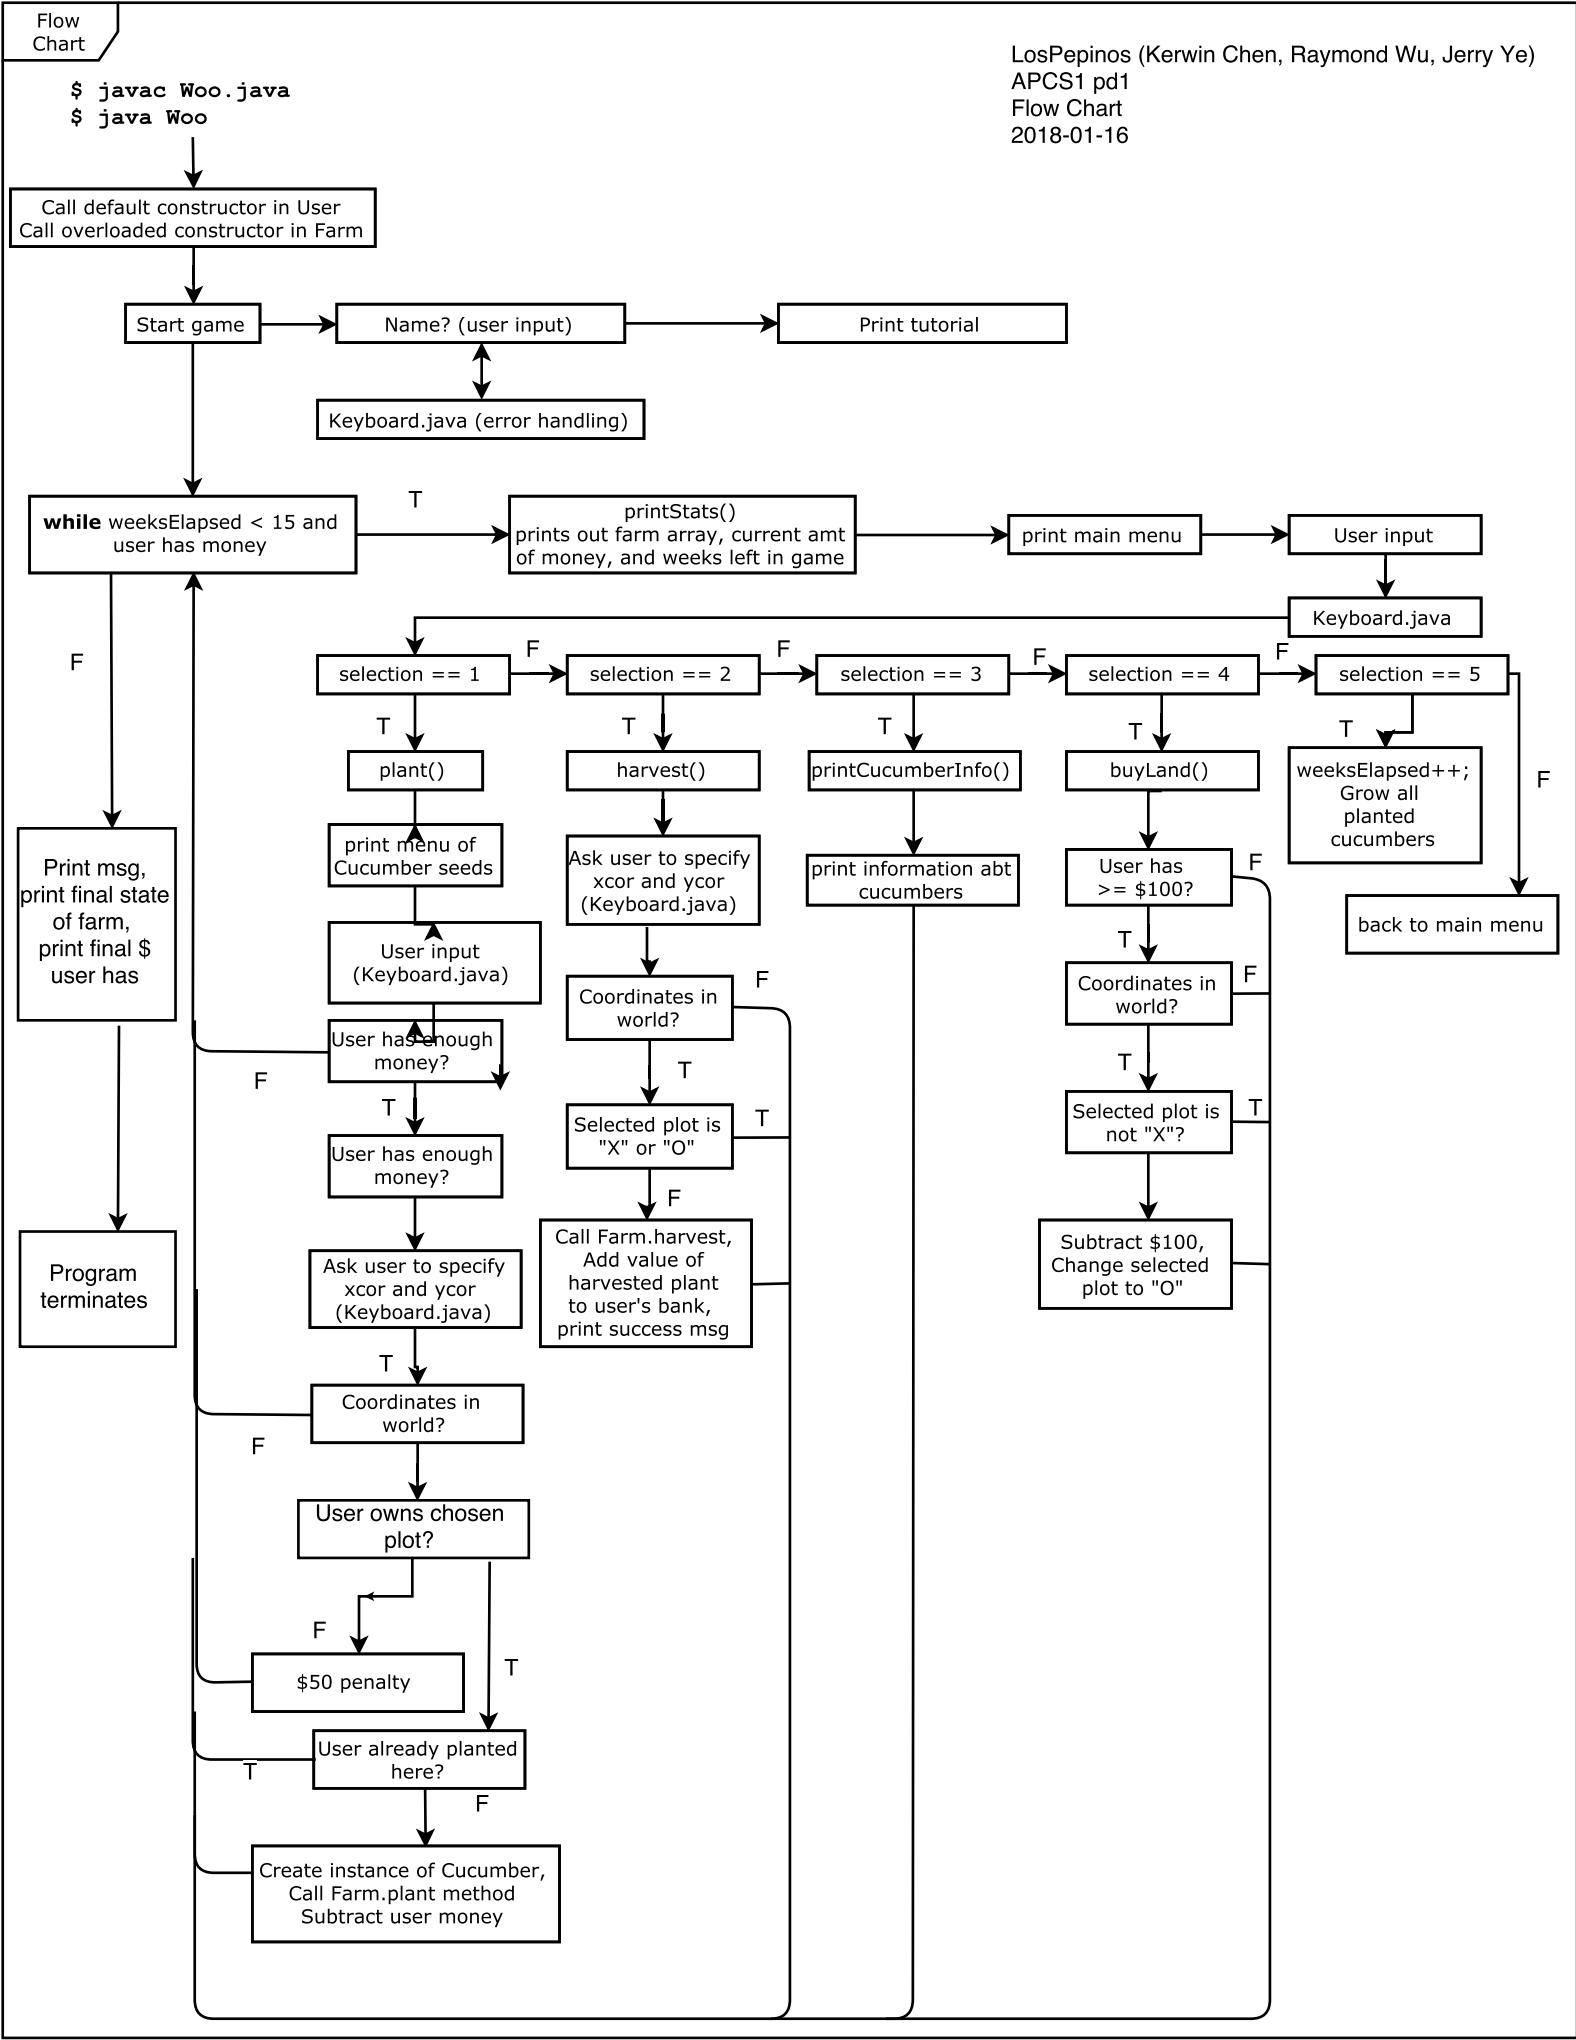 Flow
Chart
LosPepinos (Kerwin Chen, Raymond Wu, Jerry Ye)
APCS1 pd1
Flow Chart
2018-01-16
$ javac Woo.java
$ java Woo
Call default constructor in User
Call overloaded constructor in Farm
Start game
Name? (user input)
Print tutorial
Keyboard.java (error handling)
while weeksElapsed < 15 and
user has money
T
printStats()
prints out farm array, current amt
of money, and weeks left in game
print main menu
User input
Keyboard.java
F
selection == 1
F
selection == 2
F
selection == 3
F
selection == 4
F
selection == 5
T
plant()
T
harvest()
T
printCucumberInfo()
T
buyLand()
T
weeksElapsed++;
Grow all
planted
cucumbers
F
back to main menu
Print msg,
print final state
of farm,
print final $
user has
Program
terminates
print menu of
Cucumber seeds
User input
(Keyboard.java)
User has enough
money?
F
T
User has enough
money?
Ask user to specify
xcor and ycor
(Keyboard.java)
T
Coordinates in
world?
F
User owns chosen
plot?
F
T
$50 penalty
User already planted
here?
T
F
Create instance of Cucumber,
Call Farm.plant method
Subtract user money
Ask user to specify
xcor and ycor
(Keyboard.java)
Coordinates in
world?
F
T
Selected plot is
"X" or "O"
T
F
Call Farm.harvest,
Add value of
harvested plant
to user's bank,
print success msg
print information abt
cucumbers
User has
>= $100?
F
T
Coordinates in
world?
F
T
Selected plot is
not "X"?
T
Subtract $100,
Change selected
plot to "O"